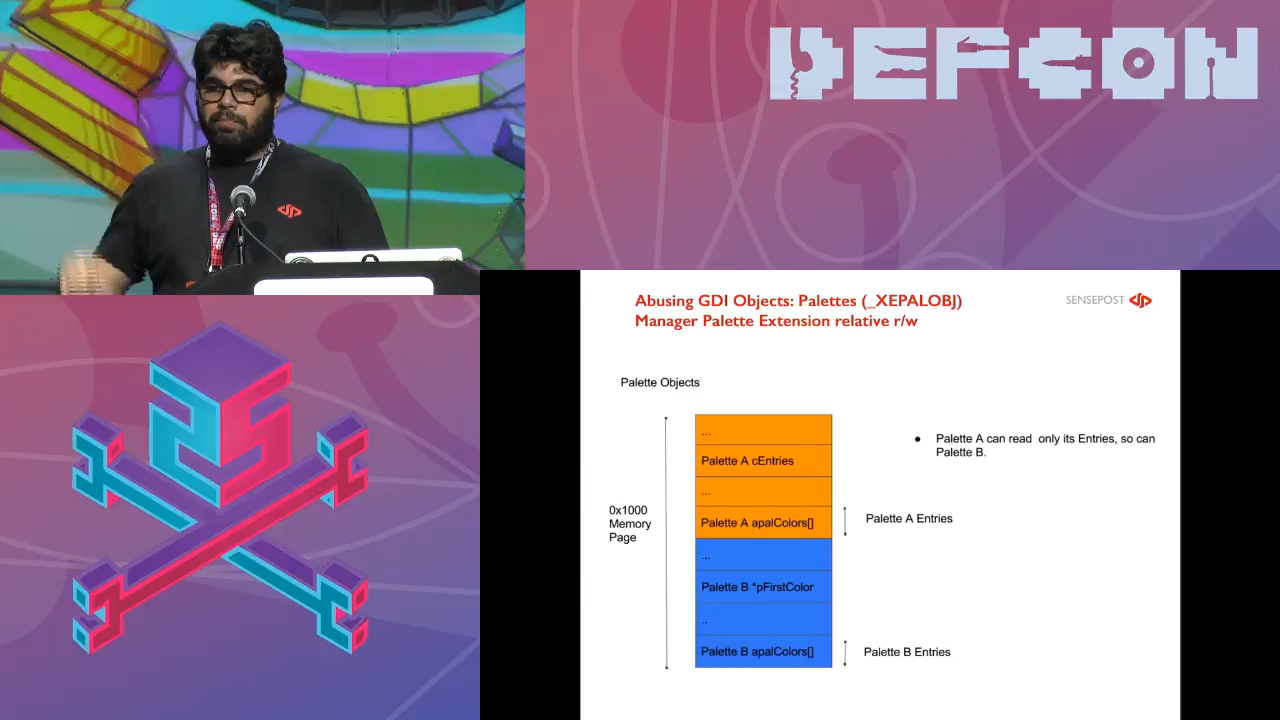 DEFCON
Abusing GDI Objects: Palettes (_XEPALOBJ)
Manager Palette Extension relative r/w
SENSEPOST
Palette Objects
...
Palette A cEntries
...
Palette A apalColors[]
...
Palette B *pFirstColor
..
Palette B apalColors[]
0x1000
Memory
Page
Palette A Entries
Palette B Entries
● Palette A can read only its Entries, so can
Palette B.